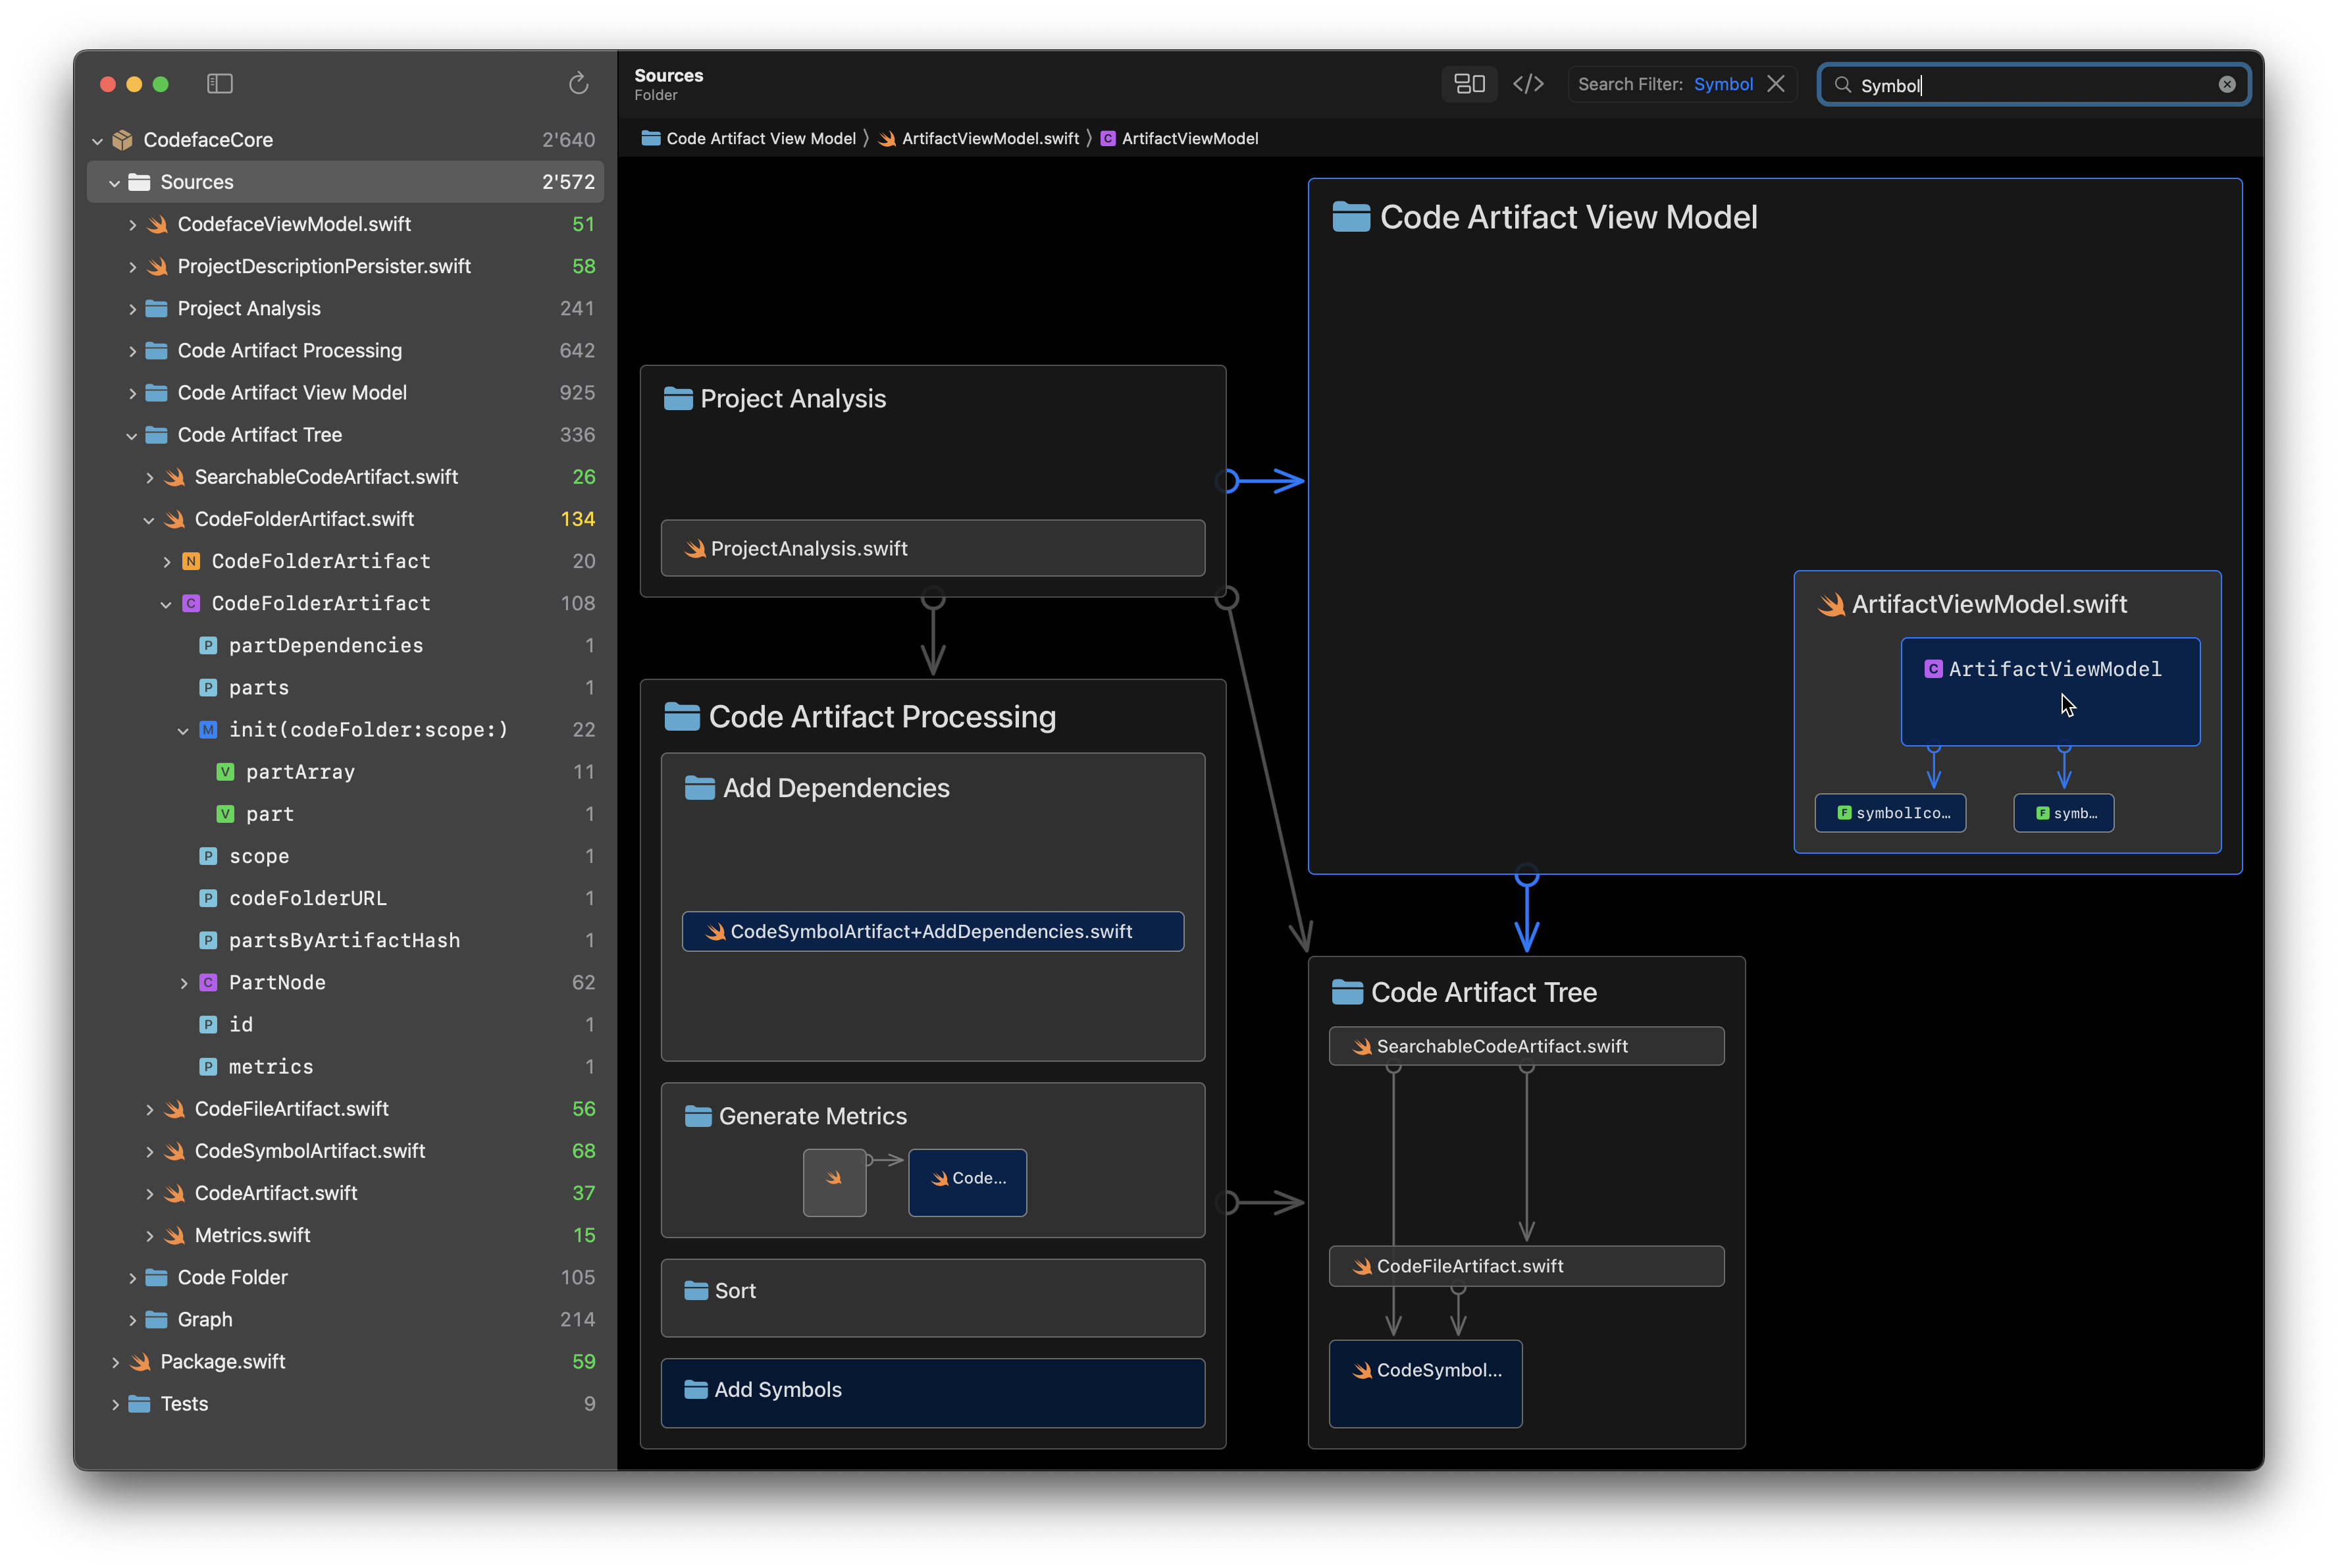 CodefaceCore 2'640
Sources 2'572
CodefaceViewModel.swift 51
ProjectDescriptionPersister.swift 58
Project Analysis 241
Code Artifact Processing 642
Code Artifact View Model 925
Code Artifact Tree 336
SearchableCodeArtifact.swift 26
CodeFolderArtifact.swift 134
N CodeFolderArtifact 20
C CodeFolderArtifact 108
P partDependencies 1
P parts 1
M init(codeFolder:scope:) 22
V partArray 11
V part 1
P scope 1
P codeFolderURL 1
P partsByArtifactHash 1
C PartNode 62
P id 1
P metrics 1
CodeFileArtifact.swift 56
CodeSymbolArtifact.swift 68
CodeArtifact.swift 37
Metrics.swift 15
Code Folder 105
Graph 214
Package.swift 59
Tests 9
Sources
Folder
Search Filter: Symbol
Symbol
Code Artifact View Model 〉 ArtifactViewModel.swift 〉 C ArtifactViewModel
Project Analysis
ProjectAnalysis.swift
Code Artifact Processing
Add Dependencies
CodeSymbolArtifact+AddDependencies.swift
Generate Metrics
Code...
Sort
Add Symbols
Code Artifact View Model
ArtifactViewModel.swift
C ArtifactViewModel
F symbolIco...
F symb...
Code Artifact Tree
SearchableCodeArtifact.swift
CodeFileArtifact.swift
CodeSymbol...